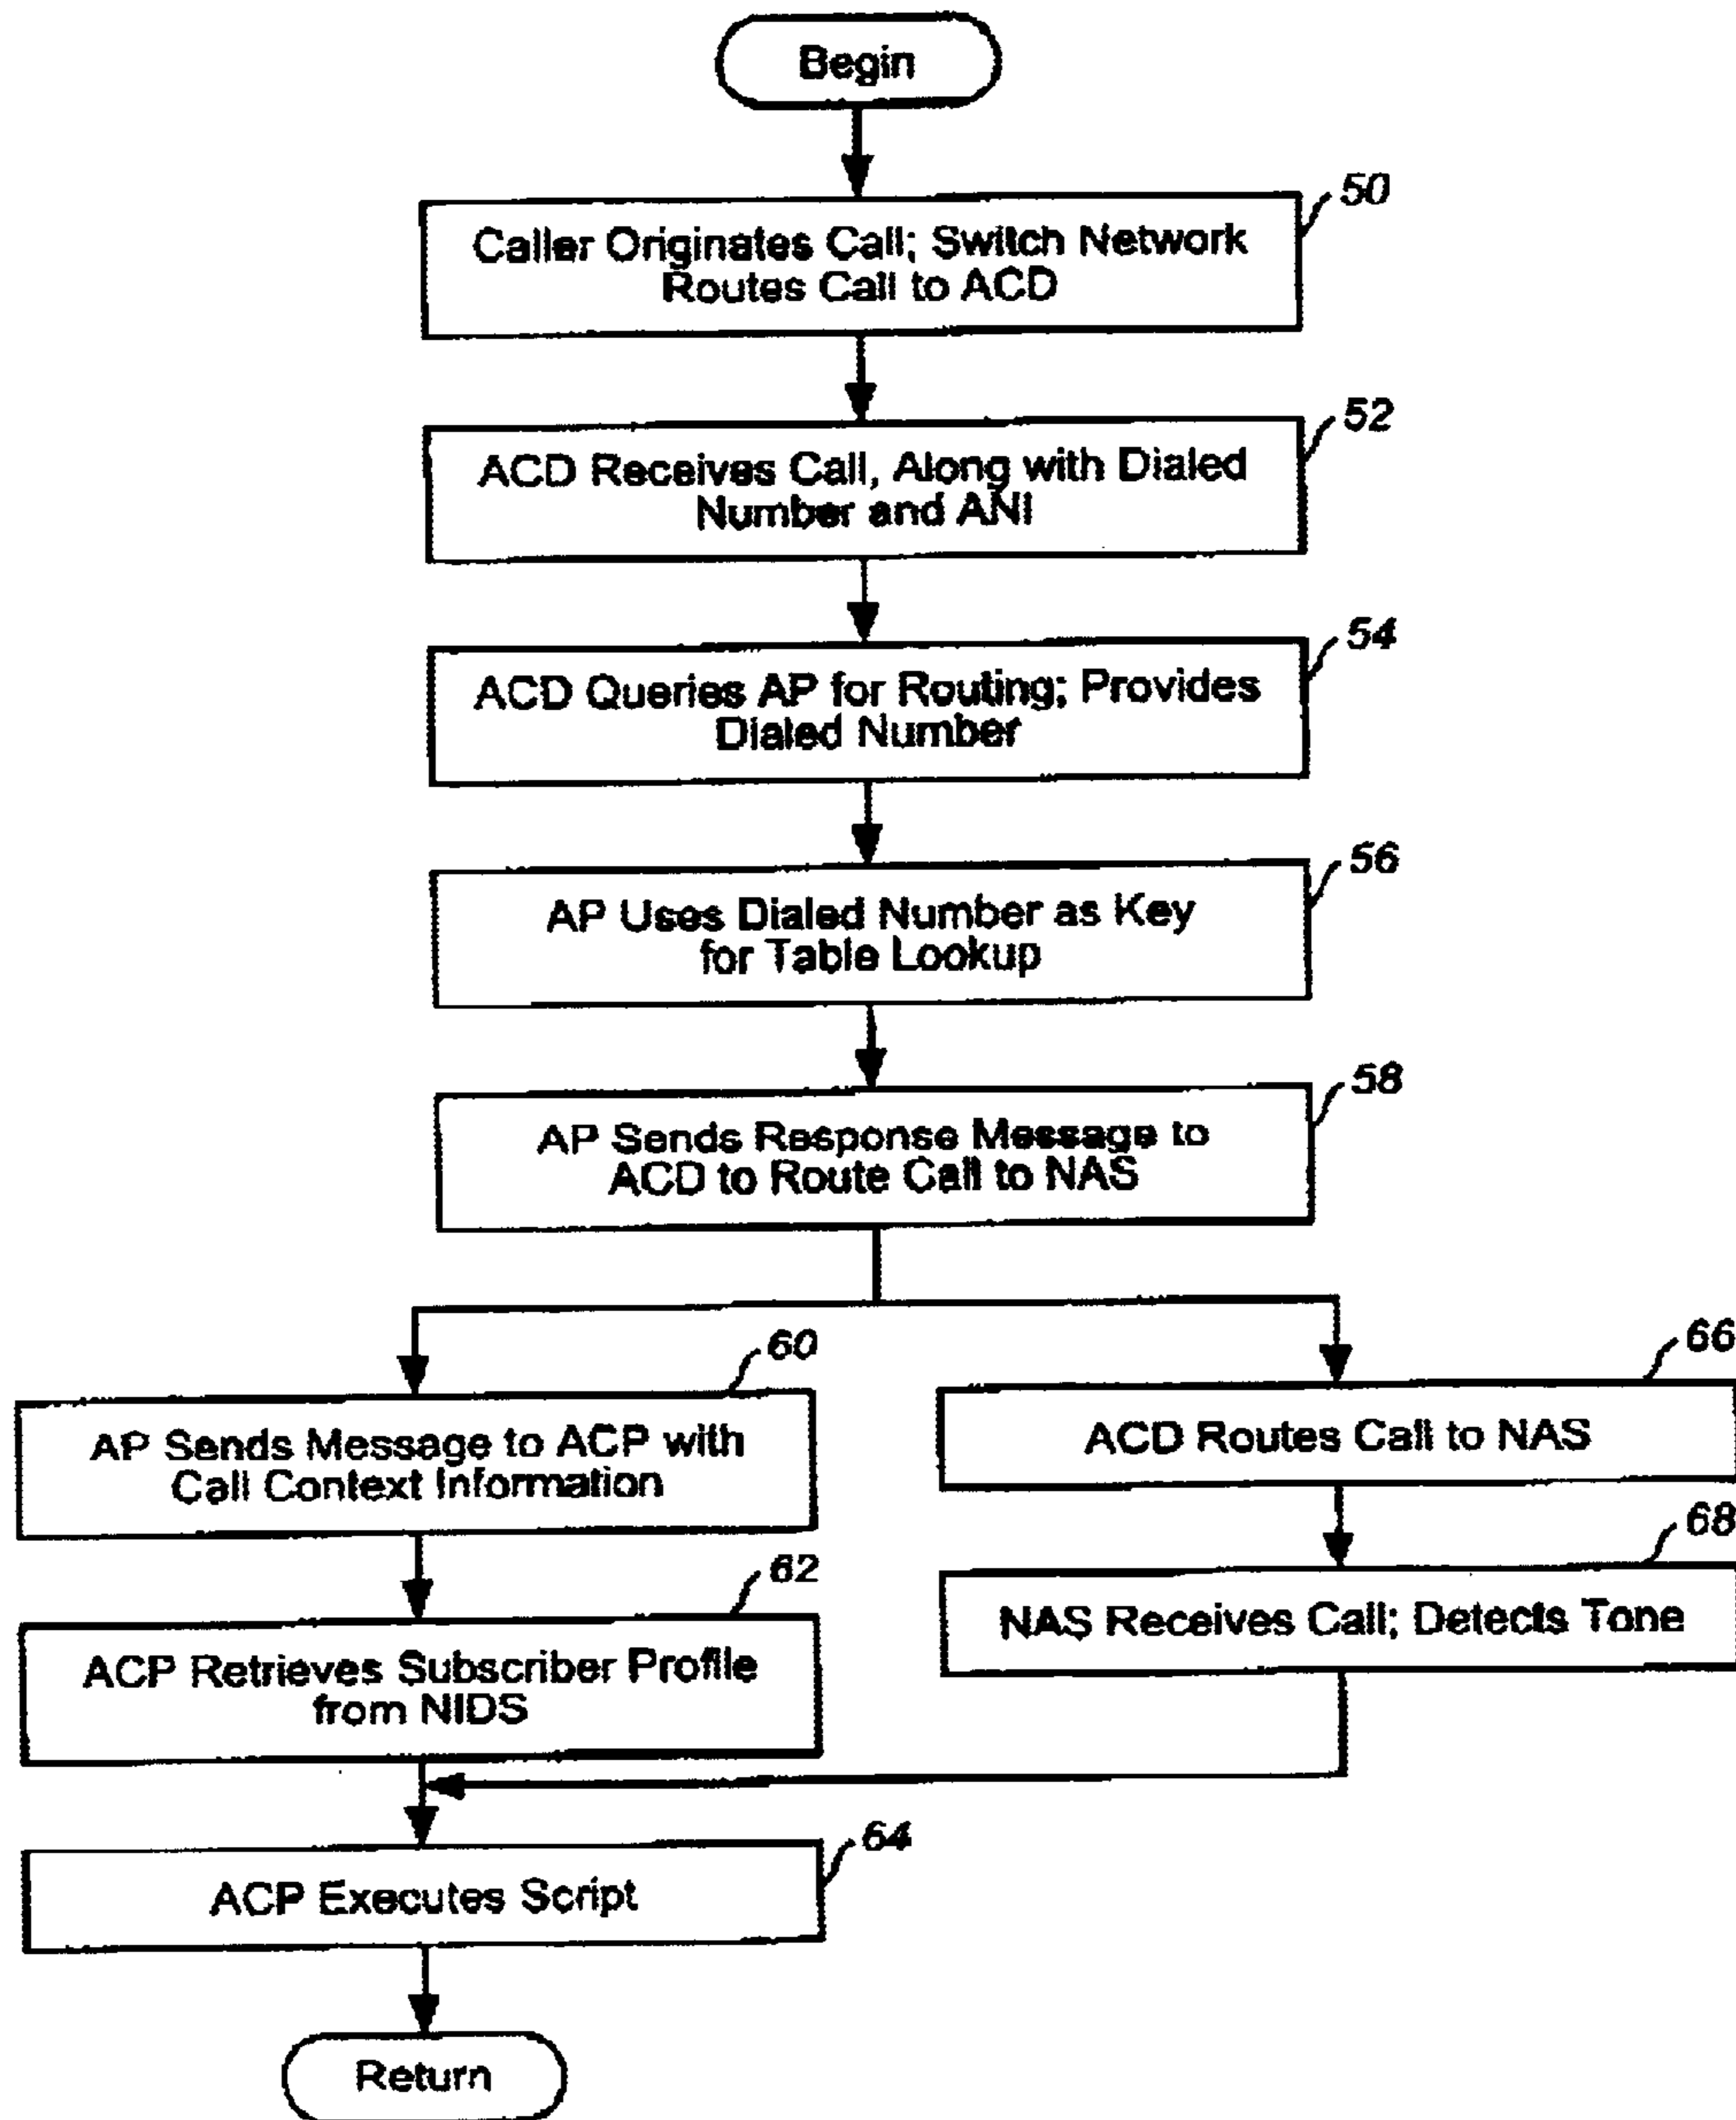 Begin
50
Caller Originates Call; Switch Network
Routes Call to ACD
52
ACD Receives Call, Along with Dialed
Number and ANI
54
ACD Queries AP for Routing; Provides
Dialed Number
56
AP Uses Dialed Number as Key
for Table Lookup
58
AP Sends Response Message to
ACD to Route Call to NAS
60
AP Sends Message to ACP with
Call Context Information
66
ACD Routes Call to NAS
62
ACP Retrieves Subscriber Profile
from NIDS
68
NAS Receives Call; Detects Tone
64
ACP Executes Script
Return